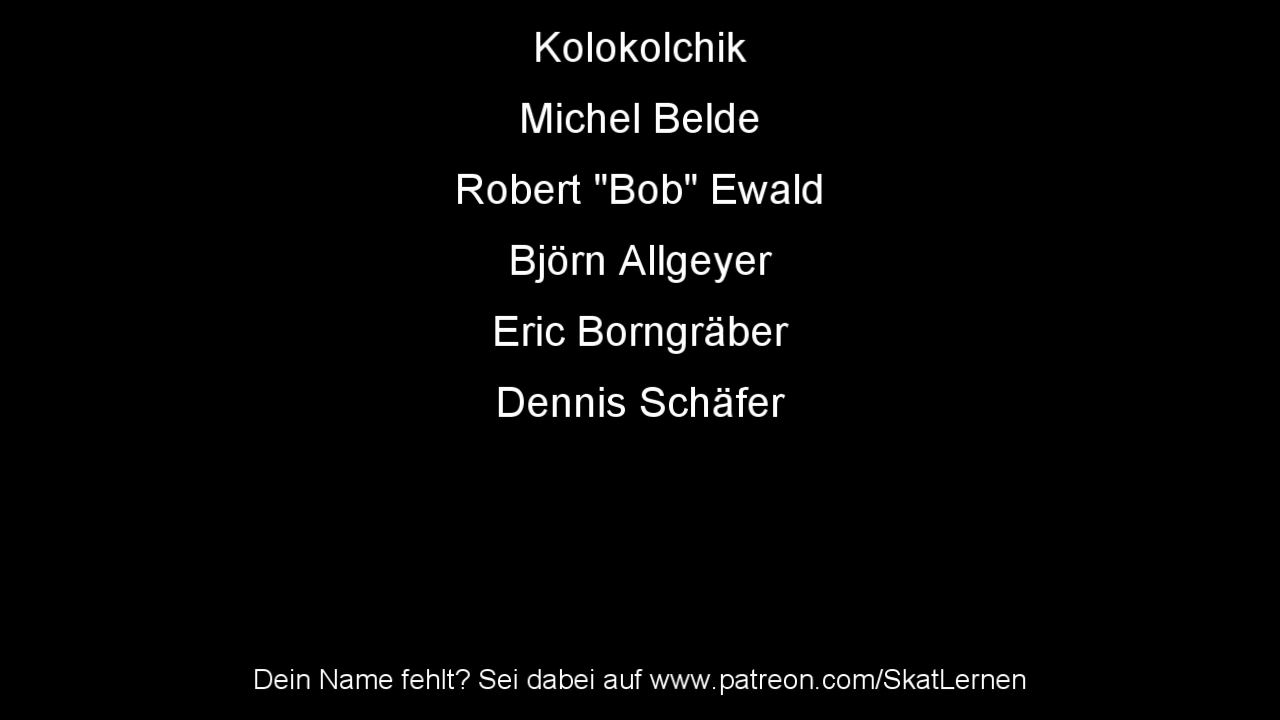 Kolokolchik
Michel Belde
Robert "Bob" Ewald
Björn Allgeyer
Eric Borngräber
Dennis Schäfer
Dein Name fehlt? Sei dabei auf www.patreon.com/SkatLernen